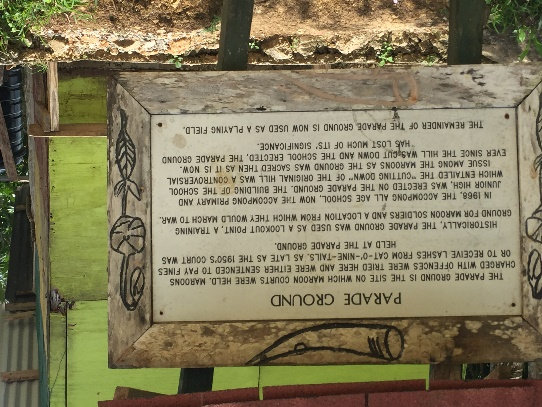 PARADE GROUND
THE PARADE GROUND IS THE SITE ON WHICH MAROON COURTS WERE HELL. MAROONS
CHARGED WITH OFFENCES WERE TRIED HERE AND WERE EITHER SENTENCED TO PAY FINES
OR TO RECEIVE LASHES FROM CAT-O'-NINE-TAILS. AS LATE AS THE 1950'S COURT WAS
HELD AT THE PARADE GROUND.
HISTORICALLY, THE PARADE GROUND WAS USED AS A LOOKOUT POINT, TRAINING
GROUND FOR MAROON SOLDIERS AND A LOCATION FROM WHICH THEY WOULD MARCH TO WAR.
IN 1968, THE ACCOMPONG ALL AGE SCHOOL, NOW THE ACCOMPONG PRIMARY AND
JUNIOR HIGH, WAS ERECTED ON THE PARADE GROUND. THE BUILDING OF THE SCHOOL
WHICH ENTAILED THE "CUTTING" DOWN OF THE ORIGINAL HILL WAS A CONTROVERSIAL
ISSUE AMONG THE MAROONS AS THE PARADE GROUND WAS SACRED GROUND THEN AS IT IS NOW.
EVER SINCE THE HILL WAS CUT DOWN AND THE SCHOOL ERECTED, THE PARADE GROUND
HAS LOST MUCH OF ITS SIGNIFICANCE.
THE REMAINDER OF THE PARADE GROUND IS NOW USED AS A PLAYING FIELD.